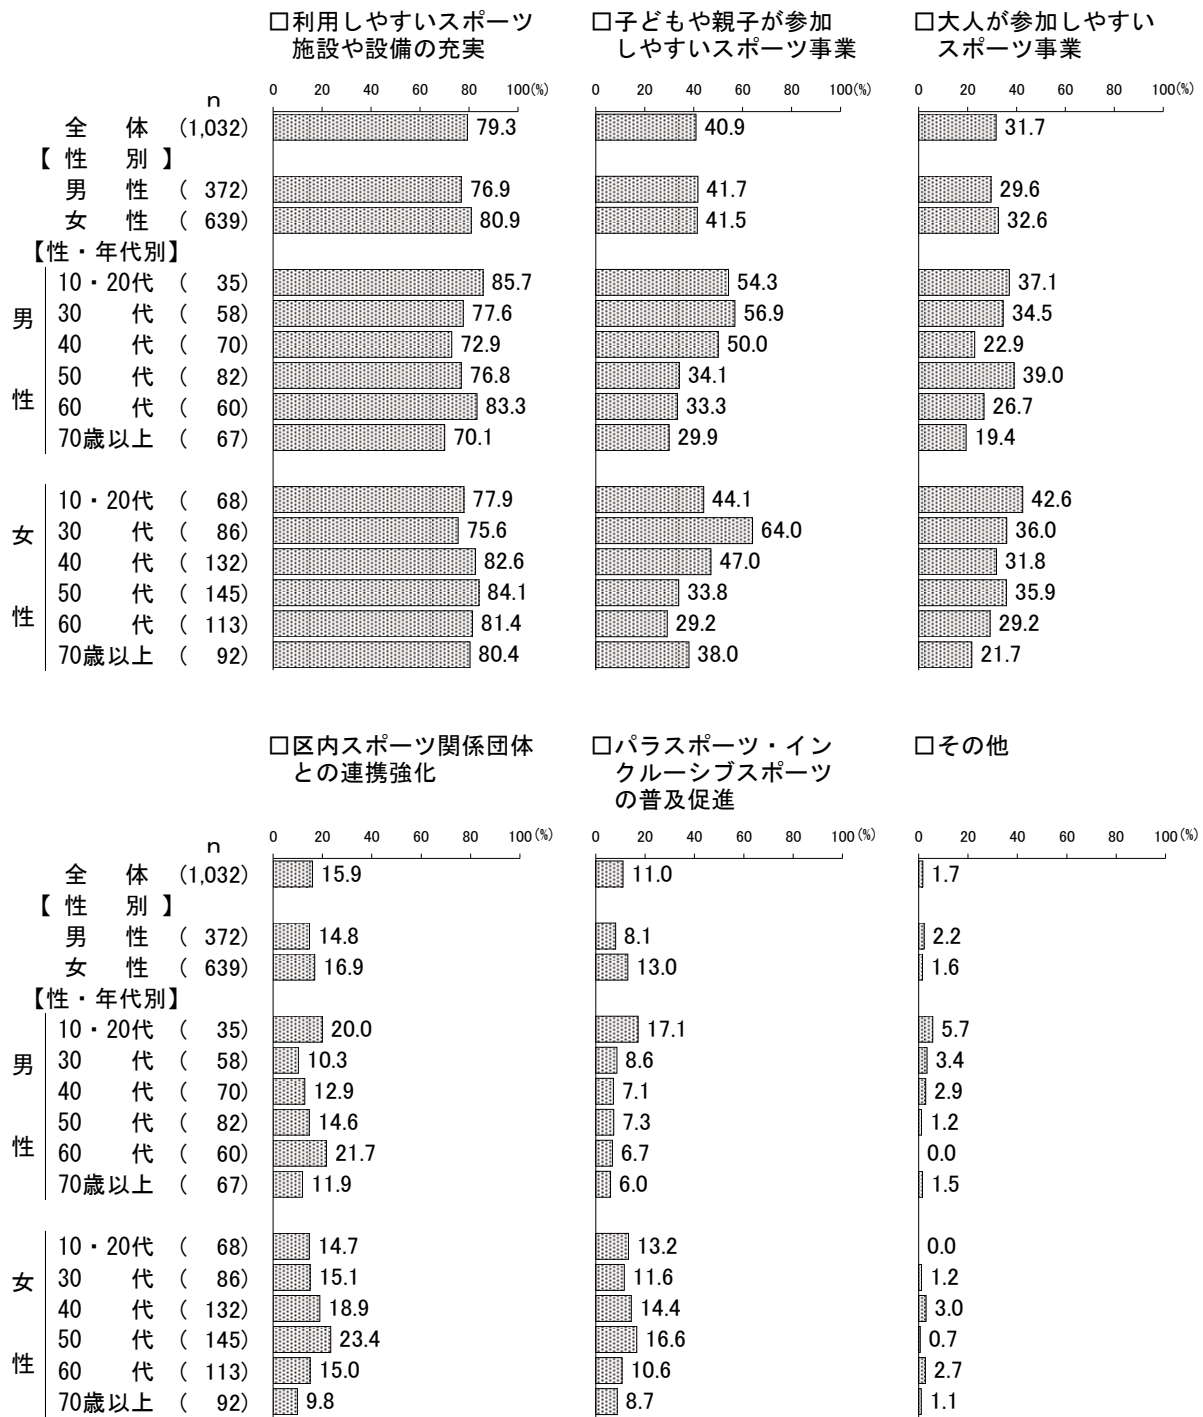 □利用しやすいスポーツ
施設や設備の充実
□子どもや親子が参加
しやすいスポーツ事業
□大人が参加しやすい
スポーツ事業
n 0 20 40 60 80 100(%) 0 20 40 60 80 100(%) 0 20 40 60 80 100(%)
全 体 (1,032) 79.3 40.9 31.7
【 性 別 】
男 性 ( 372) 76.9 41.7 29.6
女 性 ( 639) 80.9 41.5 32.6
【性・年代別】
男性
10・20代 ( 35) 85.7 54.3 37.1
30 代 ( 58) 77.6 56.9 34.5
40 代 ( 70) 72.9 50.0 22.9
50 代 ( 82) 76.8 34.1 39.0
60 代 ( 60) 83.3 33.3 26.7
70歳以上 ( 67) 70.1 29.9 19.4
女性
10・20代 ( 68) 77.9 44.1 42.6
30 代 ( 86) 75.6 64.0 36.0
40 代 ( 132) 82.6 47.0 31.8
50 代 ( 145) 84.1 33.8 35.9
60 代 ( 113) 81.4 29.2 29.2
70歳以上 ( 92) 80.4 38.0 21.7
□区内スポーツ関係団体
との連携強化
□パラスポーツ・イン
クルーシブスポーツ
の普及促進
□その他
n 0 20 40 60 80 100(%) 0 20 40 60 80 100(%) 0 20 40 60 80 100(%)
全 体 (1,032) 15.9 11.0 1.7
【 性 別 】
男 性 ( 372) 14.8 8.1 2.2
女 性 ( 639) 16.9 13.0 1.6
【性・年代別】
男性
10・20代 ( 35) 20.0 17.1 5.7
30 代 ( 58) 10.3 8.6 3.4
40 代 ( 70) 12.9 7.1 2.9
50 代 ( 82) 14.6 7.3 1.2
60 代 ( 60) 21.7 6.7 0.0
70歳以上 ( 67) 11.9 6.0 1.5
女性
10・20代 ( 68) 14.7 13.2 0.0
30 代 ( 86) 15.1 11.6 1.2
40 代 ( 132) 18.9 14.4 3.0
50 代 ( 145) 23.4 16.6 0.7
60 代 ( 113) 15.0 10.6 2.7
70歳以上 ( 92) 9.8 8.7 1.1